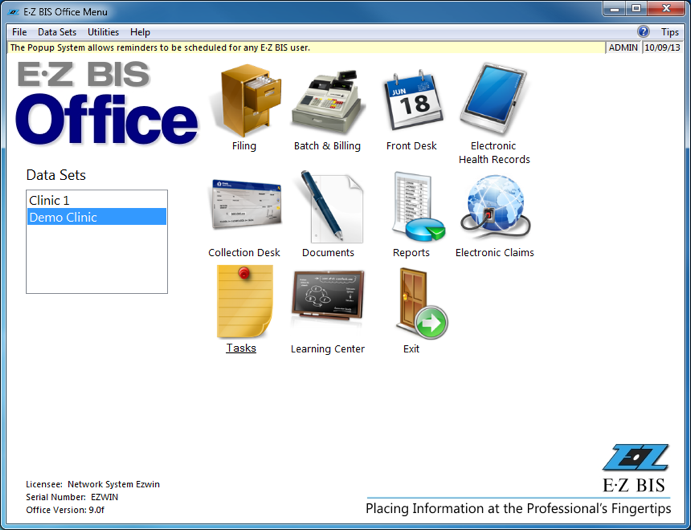 E·Z BIS Office Menu
File Data Sets Utilities Help Tips
The Popup System allows reminders to be scheduled for any E·Z BIS user. ADMIN 10/09/13
E·Z BIS
Office
JUN
18
Filing Batch & Billing Front Desk Electronic
Health Records
Data Sets
Clinic 1
Demo Clinic
Collection Desk Documents Reports Electronic Claims
Tasks Learning Center Exit
EZ
E·Z BIS
Licensee: Network System Ezwin
Serial Number: EZWIN
Office Version: 9.0f
Placing Information at the Professional's Fingertips